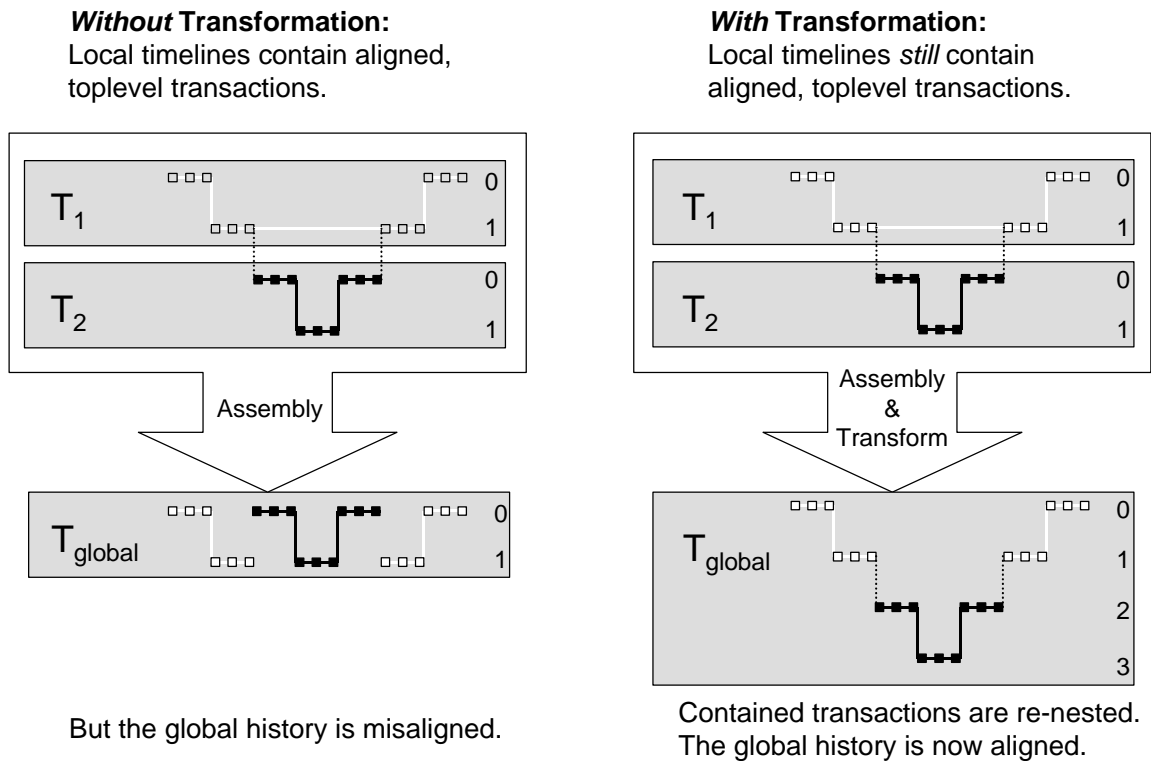 Without Transformation:
Local timelines contain aligned,
toplevel transactions.
T1
0
1
T2
0
1
Assembly
Tglobal
0
1
But the global history is misaligned.
With Transformation:
Local timelines still contain
aligned, toplevel transactions.
T1
0
1
T2
0
1
Assembly
&
Transform
Tglobal
0
1
2
3
Contained transactions are re-nested.
The global history is now aligned.